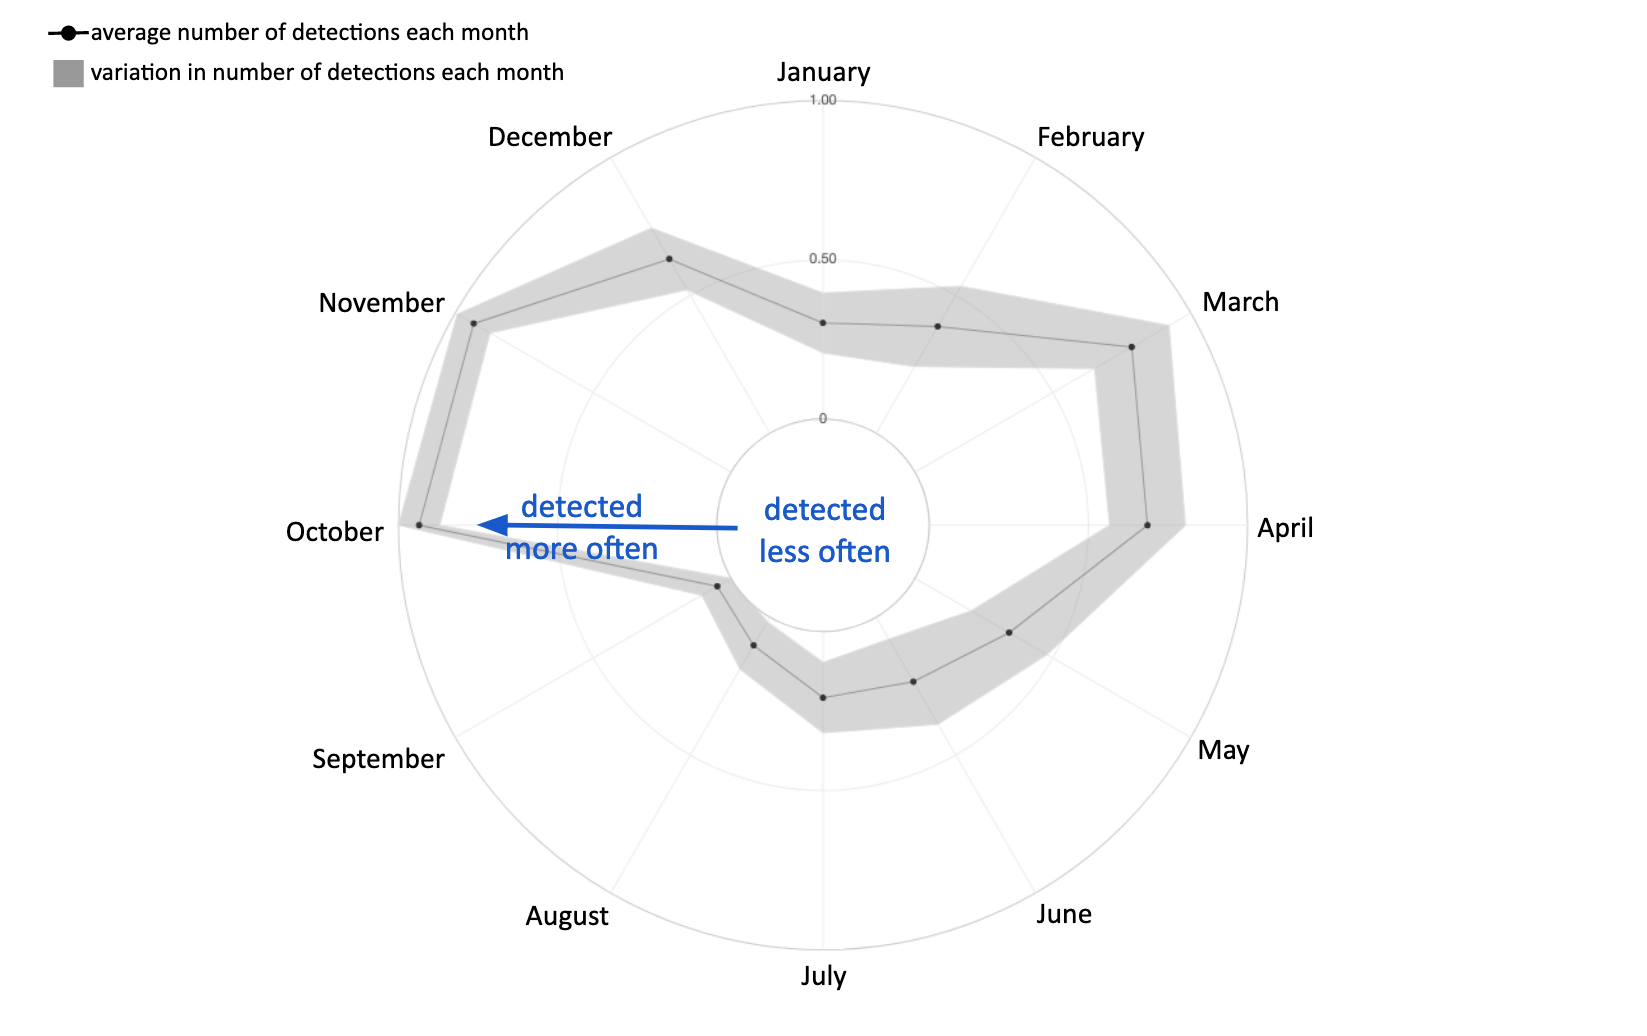 average number of detections each month
variation in number of detections each month
January
1.00
December
February
0.50
November
March
0
detected
more often
detected
less often
October
April
September
May
August
June
July